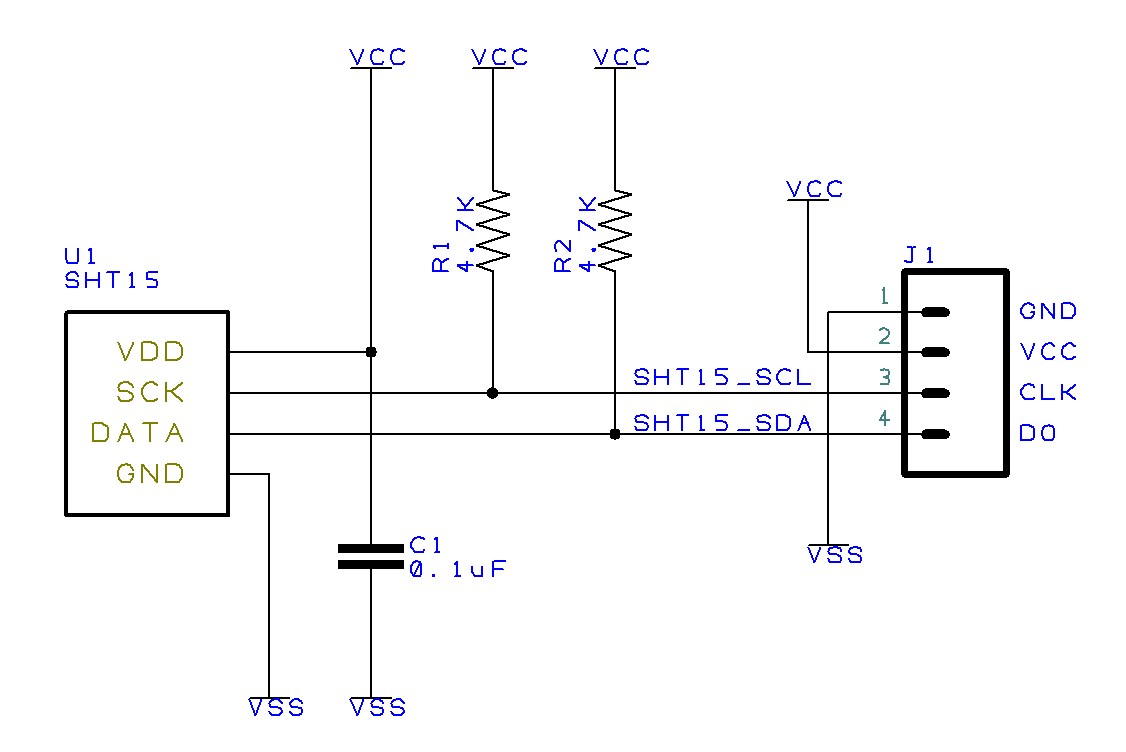 VCC
VCC
VCC
VCC
R1
4.7K
R2
4.7K
U1
SHT15
J1
VDD
SCK
DATA
GND
SHT15_SCL
SHT15_SDA
1
2
3
4
GND
VCC
CLK
DO
C1
0.1uF
VSS
VSS
VSS